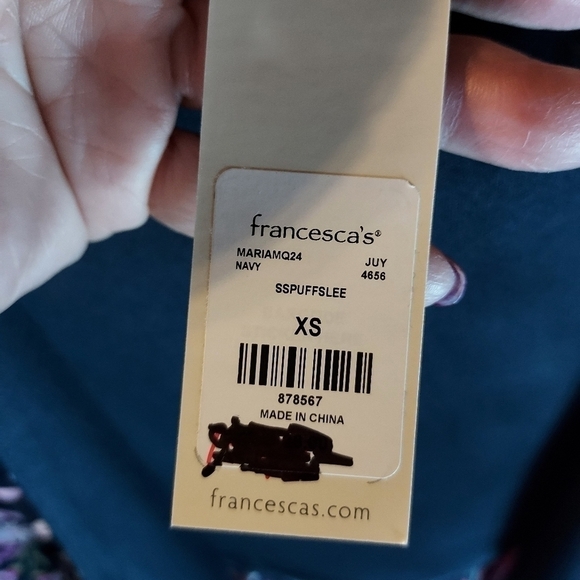 francesca's®
MARIAMQ24 JUY
NAVY 4656
SSPUFFSLEE
XS
878567
MADE IN CHINA
francescas.com